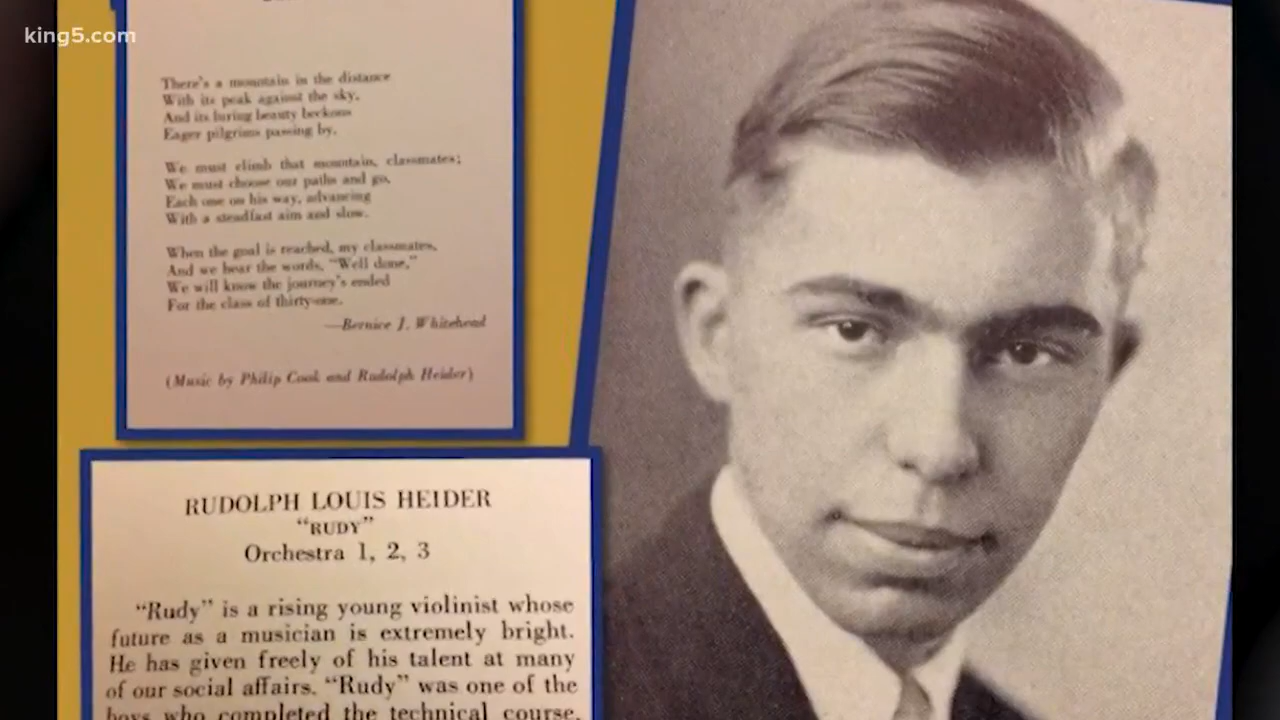 king5.com
There's a mountain in the distance
With its peak against the sky,
And its luring beauty beckons
Eager pilgrims passing by.
We must climb that mountain, classmates;
We must choose our paths and go,
Each one on his way, advancing
With a steadfast aim and slow.
When the goal is reached, my classmates,
And we hear the words, "Well done,"
We will know the journey's ended
For the class of thirty-one.
—Bernice J. Whitehead
(Music by Philip Cook and Rudolph Heider)
RUDOLPH LOUIS HEIDER
"RUDY"
Orchestra 1, 2, 3
"Rudy" is a rising young violinist whose
future as a musician is extremely bright.
He has given freely of his talent at many
of our social affairs. "Rudy" was one of the
boys who completed the technical course,